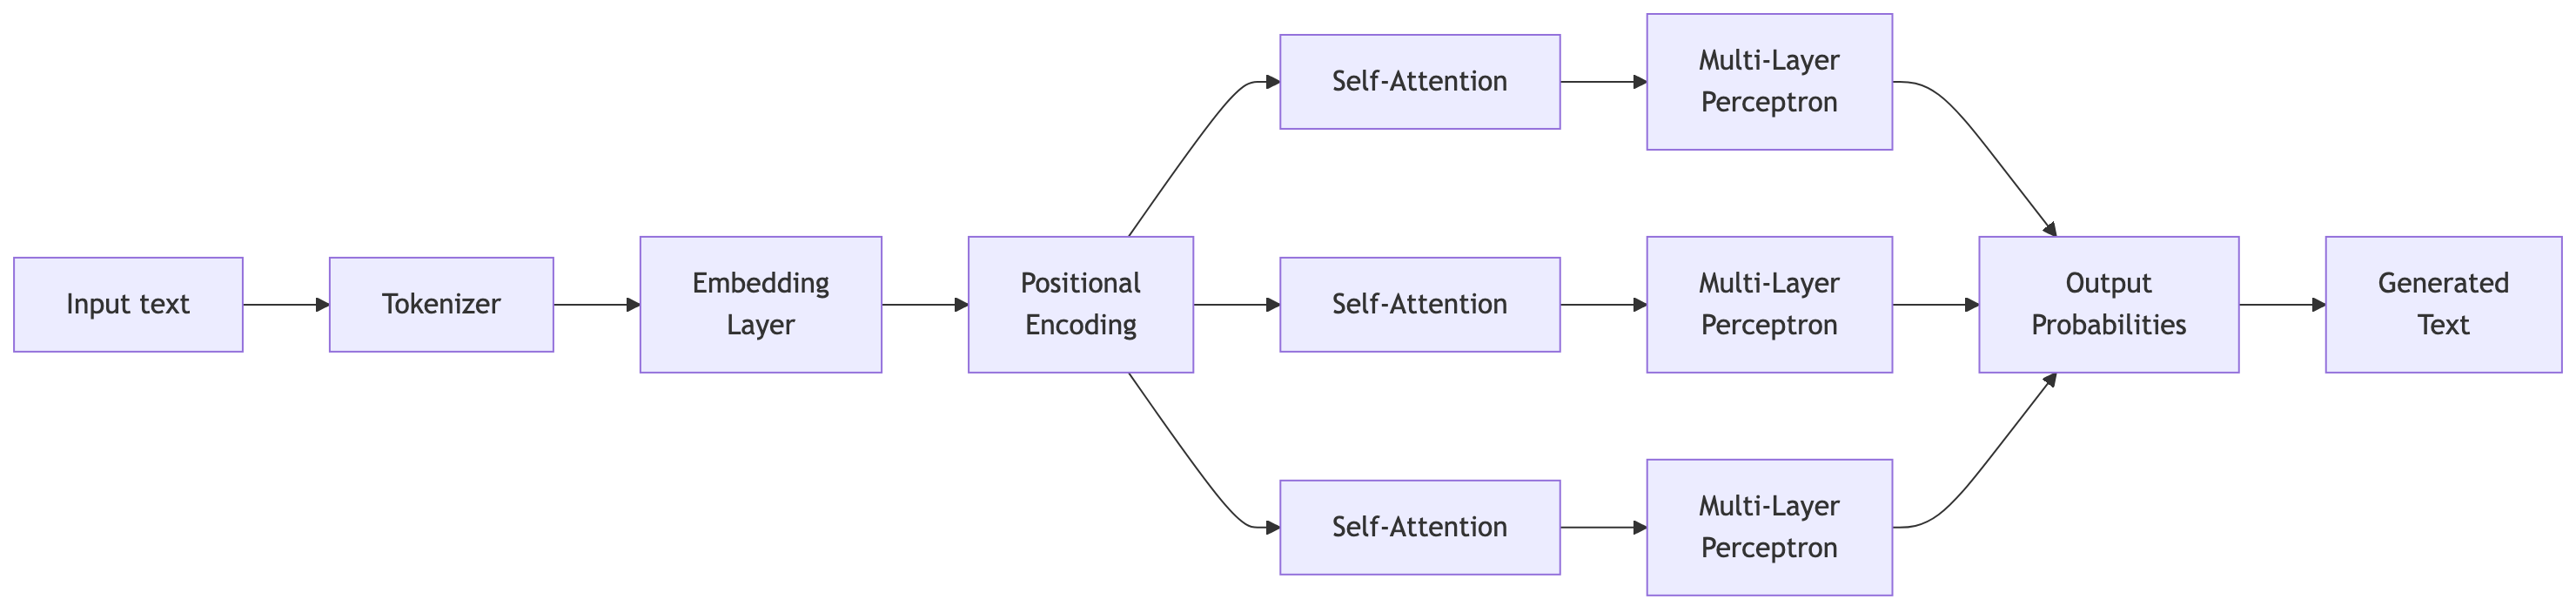 Input text
Tokenizer
Embedding
Layer
Positional
Encoding
Self-Attention
Multi-Layer
Perceptron
Self-Attention
Multi-Layer
Perceptron
Self-Attention
Multi-Layer
Perceptron
Output
Probabilities
Generated
Text